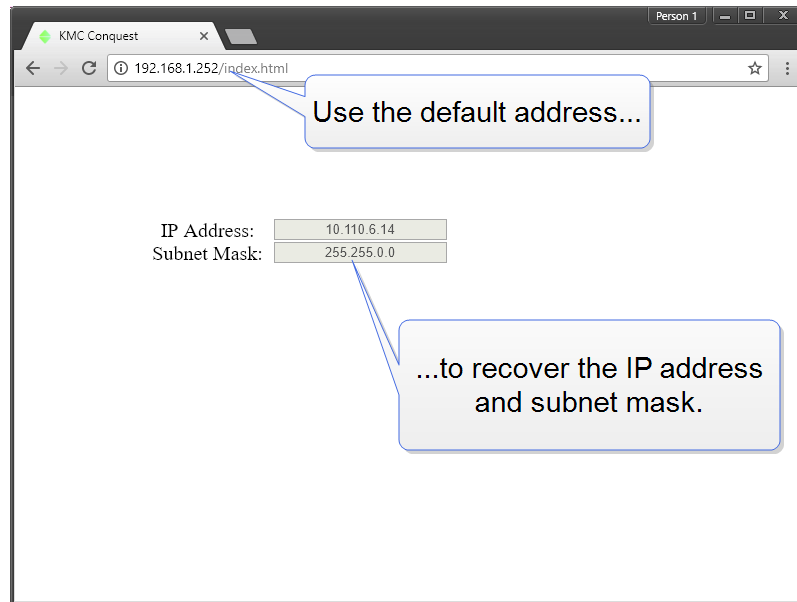 Person 1
KMC Conquest
192.168.1.252/index.html
Use the default address...
IP Address: 10.110.6.14
Subnet Mask: 255.255.0.0
...to recover the IP address
and subnet mask.